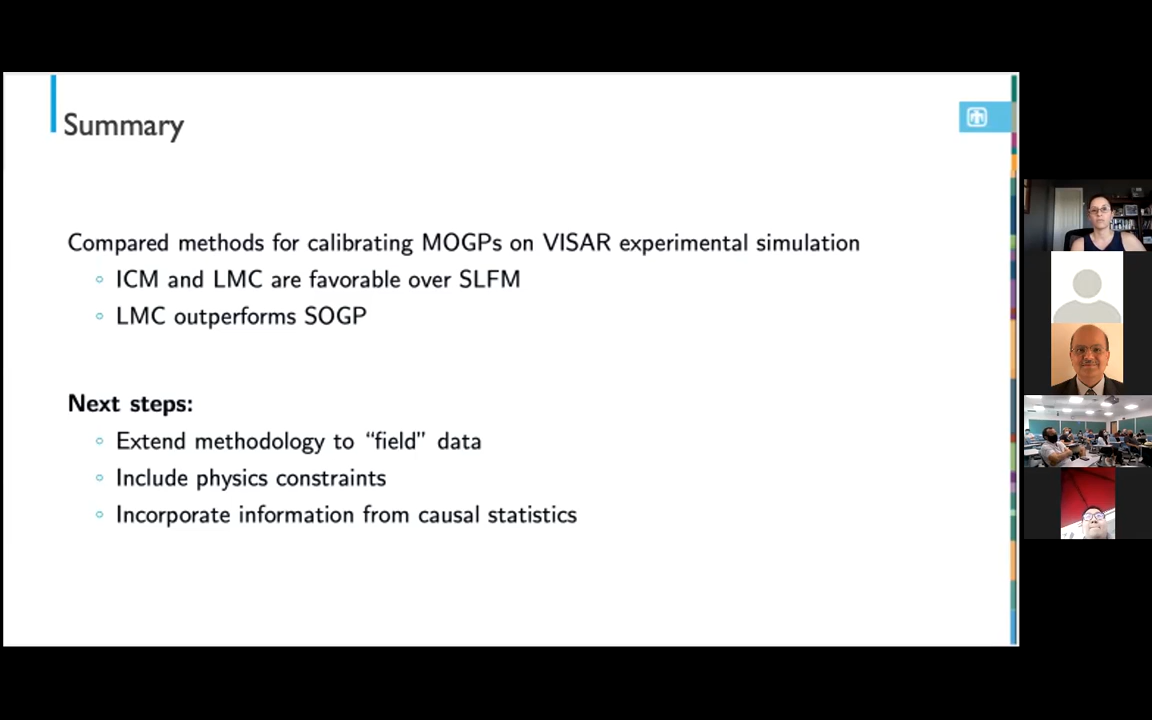 Summary
Compared methods for calibrating MOGPs on VISAR experimental simulation
ICM and LMC are favorable over SLFM
LMC outperforms SOGP
Next steps:
Extend methodology to “field” data
Include physics constraints
Incorporate information from causal statistics